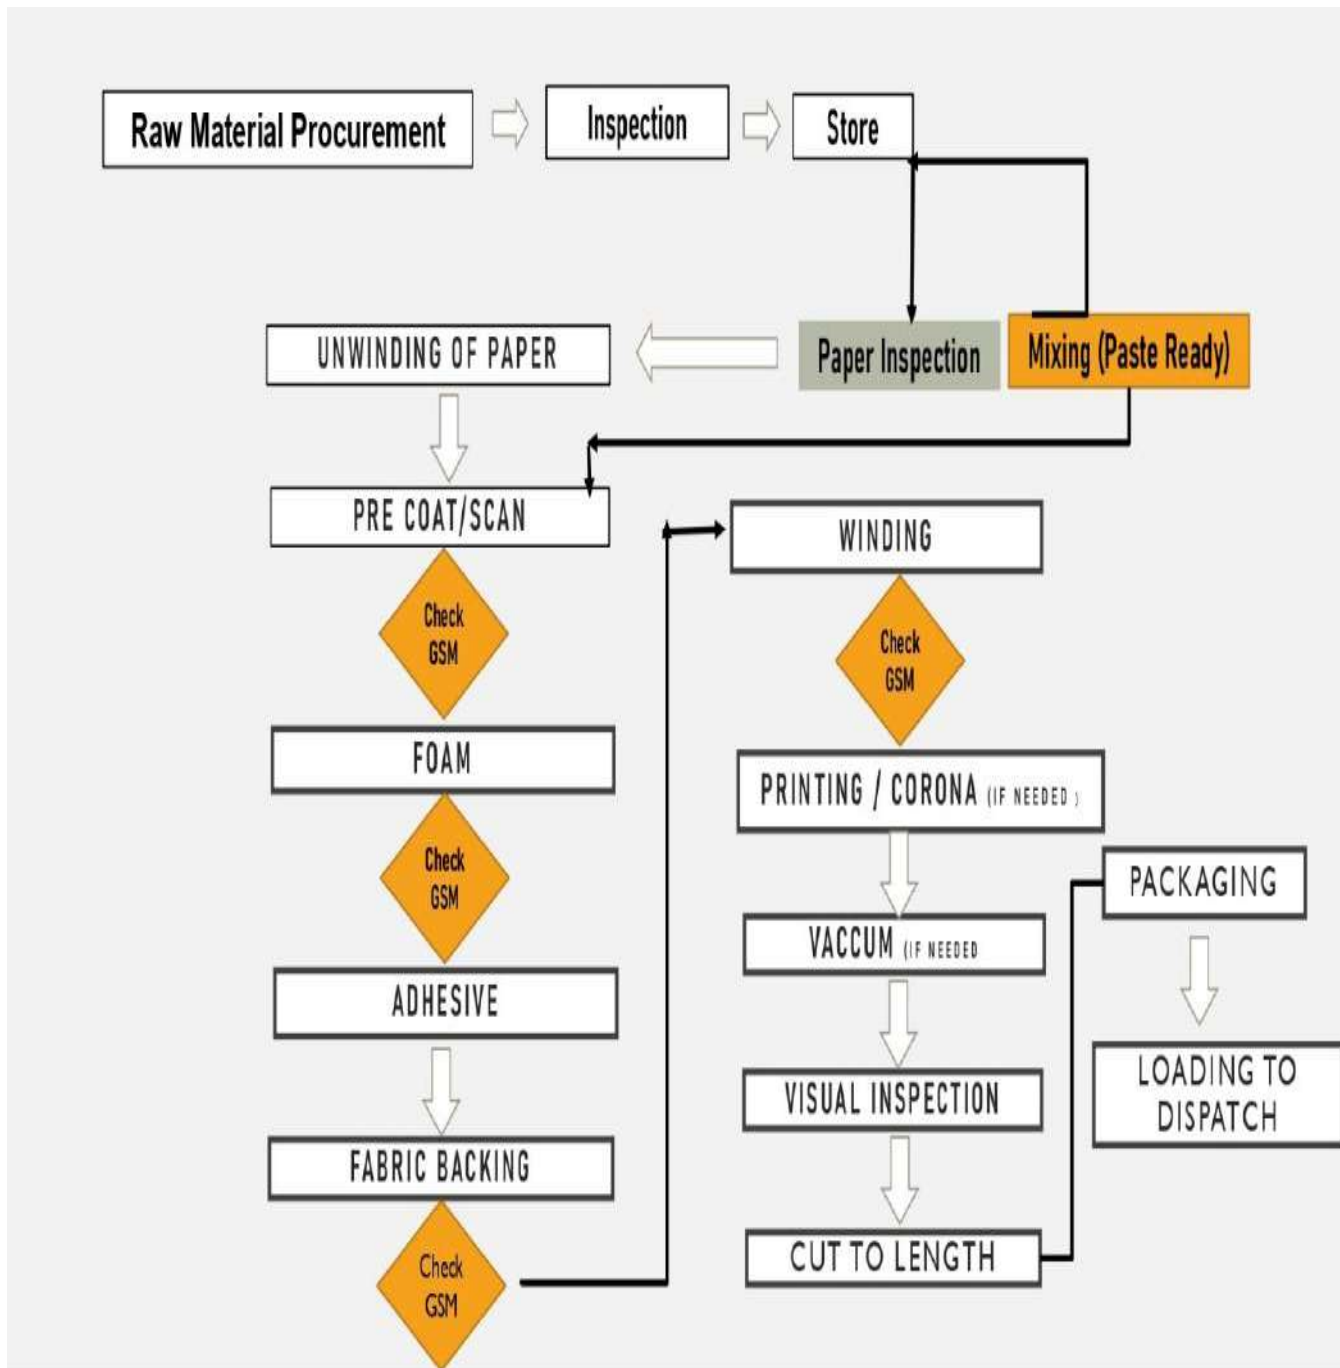 Raw Material Procurement
Inspection
Store
UNWINDING OF PAPER
Paper Inspection
Mixing (Paste Ready)
PRE COAT/SCAN
Check
GSM
FOAM
Check
GSM
ADHESIVE
FABRIC BACKING
Check
GSM
WINDING
Check
GSM
PRINTING / CORONA (IF NEEDED )
VACCUM (IF NEEDED
VISUAL INSPECTION
CUT TO LENGTH
PACKAGING
LOADING TO
DISPATCH